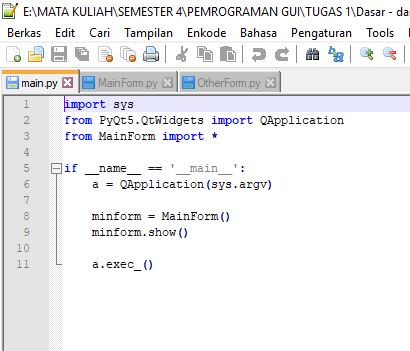 E:\MATA KULIAH\SEMESTER 4\PEMROGRAMAN GUI\TUGAS 1\Dasar - da
Berkas Edit Cari Tampilan Enkode Bahasa Pengaturan Tools
main.py MainForm.py OtherForm.py
1 import sys
2 from PyQt5.QtWidgets import QApplication
3 from MainForm import *
4
5 if __name__ == '__main__':
6 a = QApplication(sys.argv)
7
8 minform = MainForm()
9 minform.show()
10
11 a.exec_()